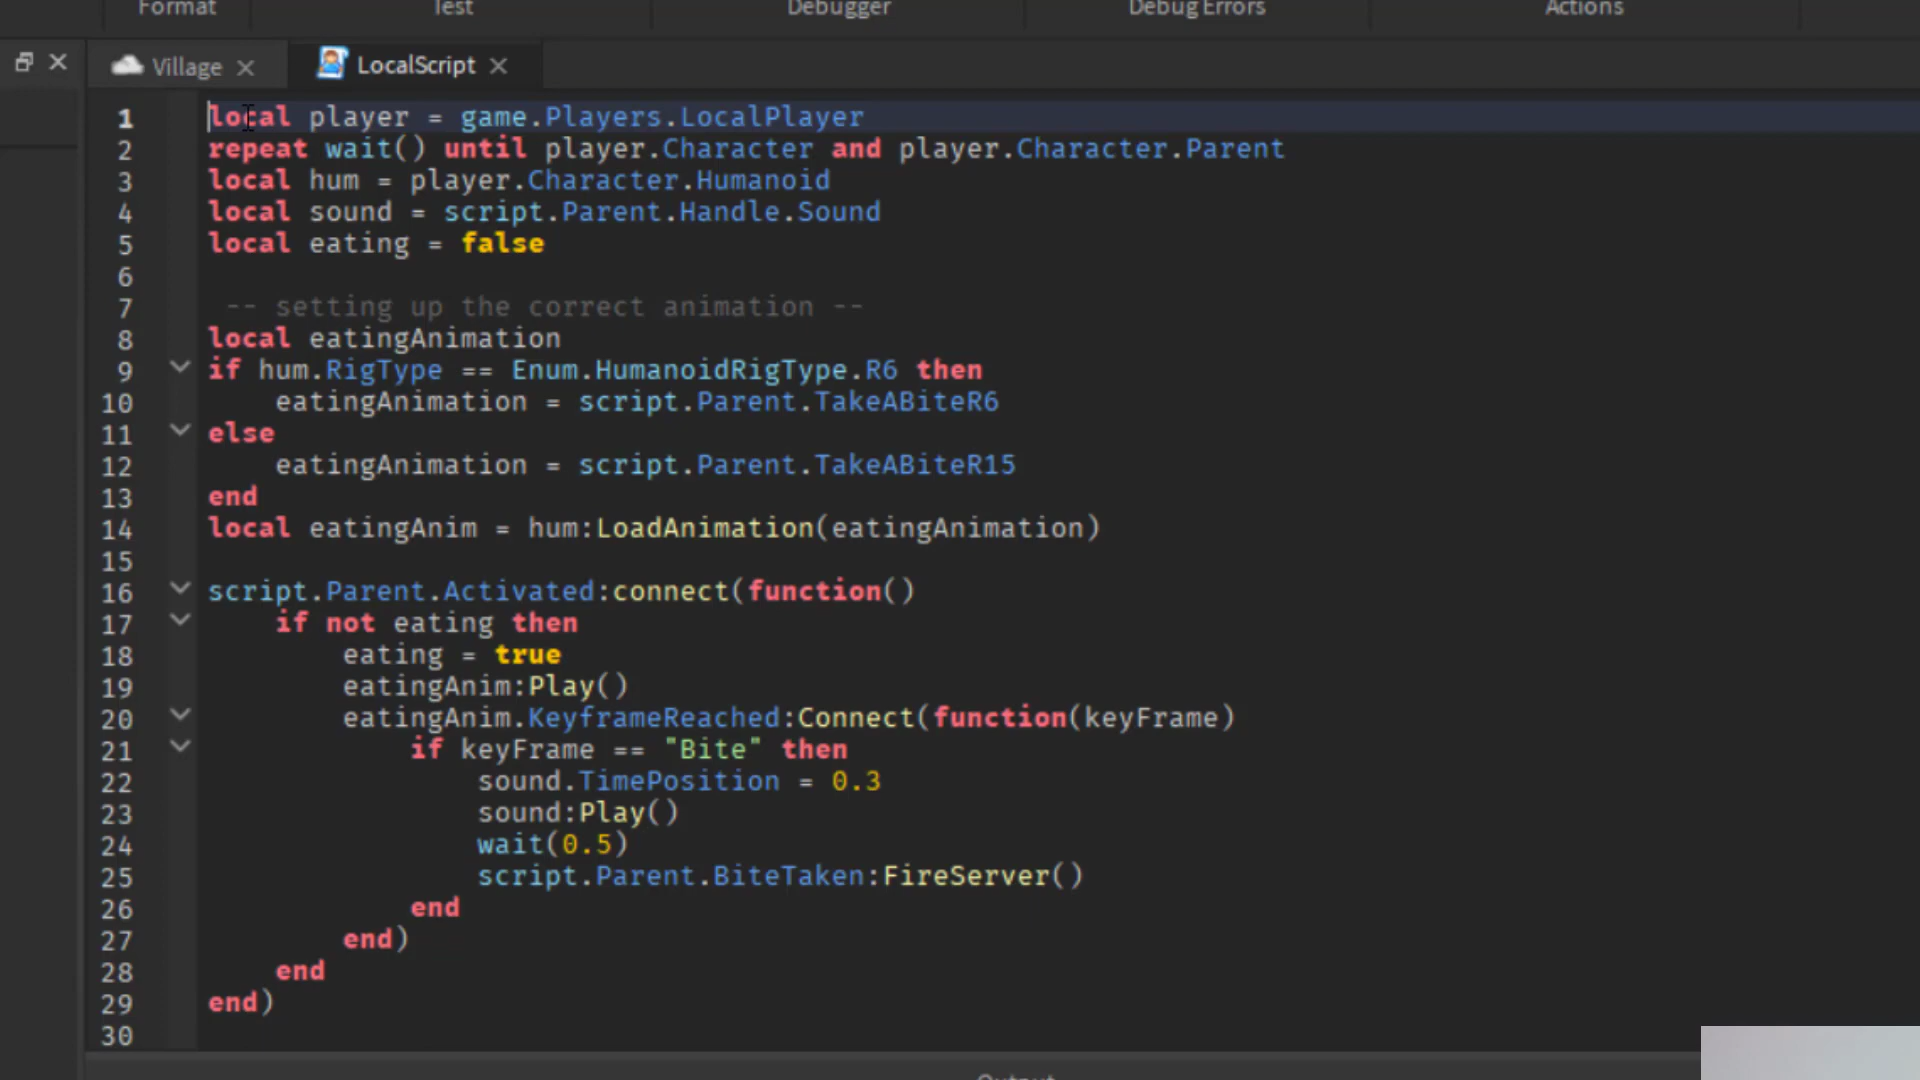 Format Test Debugger Debug Errors Actions
Village LocalScript
1 local player = game.Players.LocalPlayer
2 repeat wait() until player.Character and player.Character.Parent
3 local hum = player.Character.Humanoid
4 local sound = script.Parent.Handle.Sound
5 local eating = false
6
7 -- setting up the correct animation --
8 local eatingAnimation
9 if hum.RigType == Enum.HumanoidRigType.R6 then
10 eatingAnimation = script.Parent.TakeABiteR6
11 else
12 eatingAnimation = script.Parent.TakeABiteR15
13 end
14 local eatingAnim = hum:LoadAnimation(eatingAnimation)
15
16 script.Parent.Activated:connect(function()
17 if not eating then
18 eating = true
19 eatingAnim:Play()
20 eatingAnim.KeyframeReached:Connect(function(keyFrame)
21 if keyFrame == "Bite" then
22 sound.TimePosition = 0.3
23 sound:Play()
24 wait(0.5)
25 script.Parent.BiteTaken:FireServer()
26 end
27 end)
28 end
29 end)
30